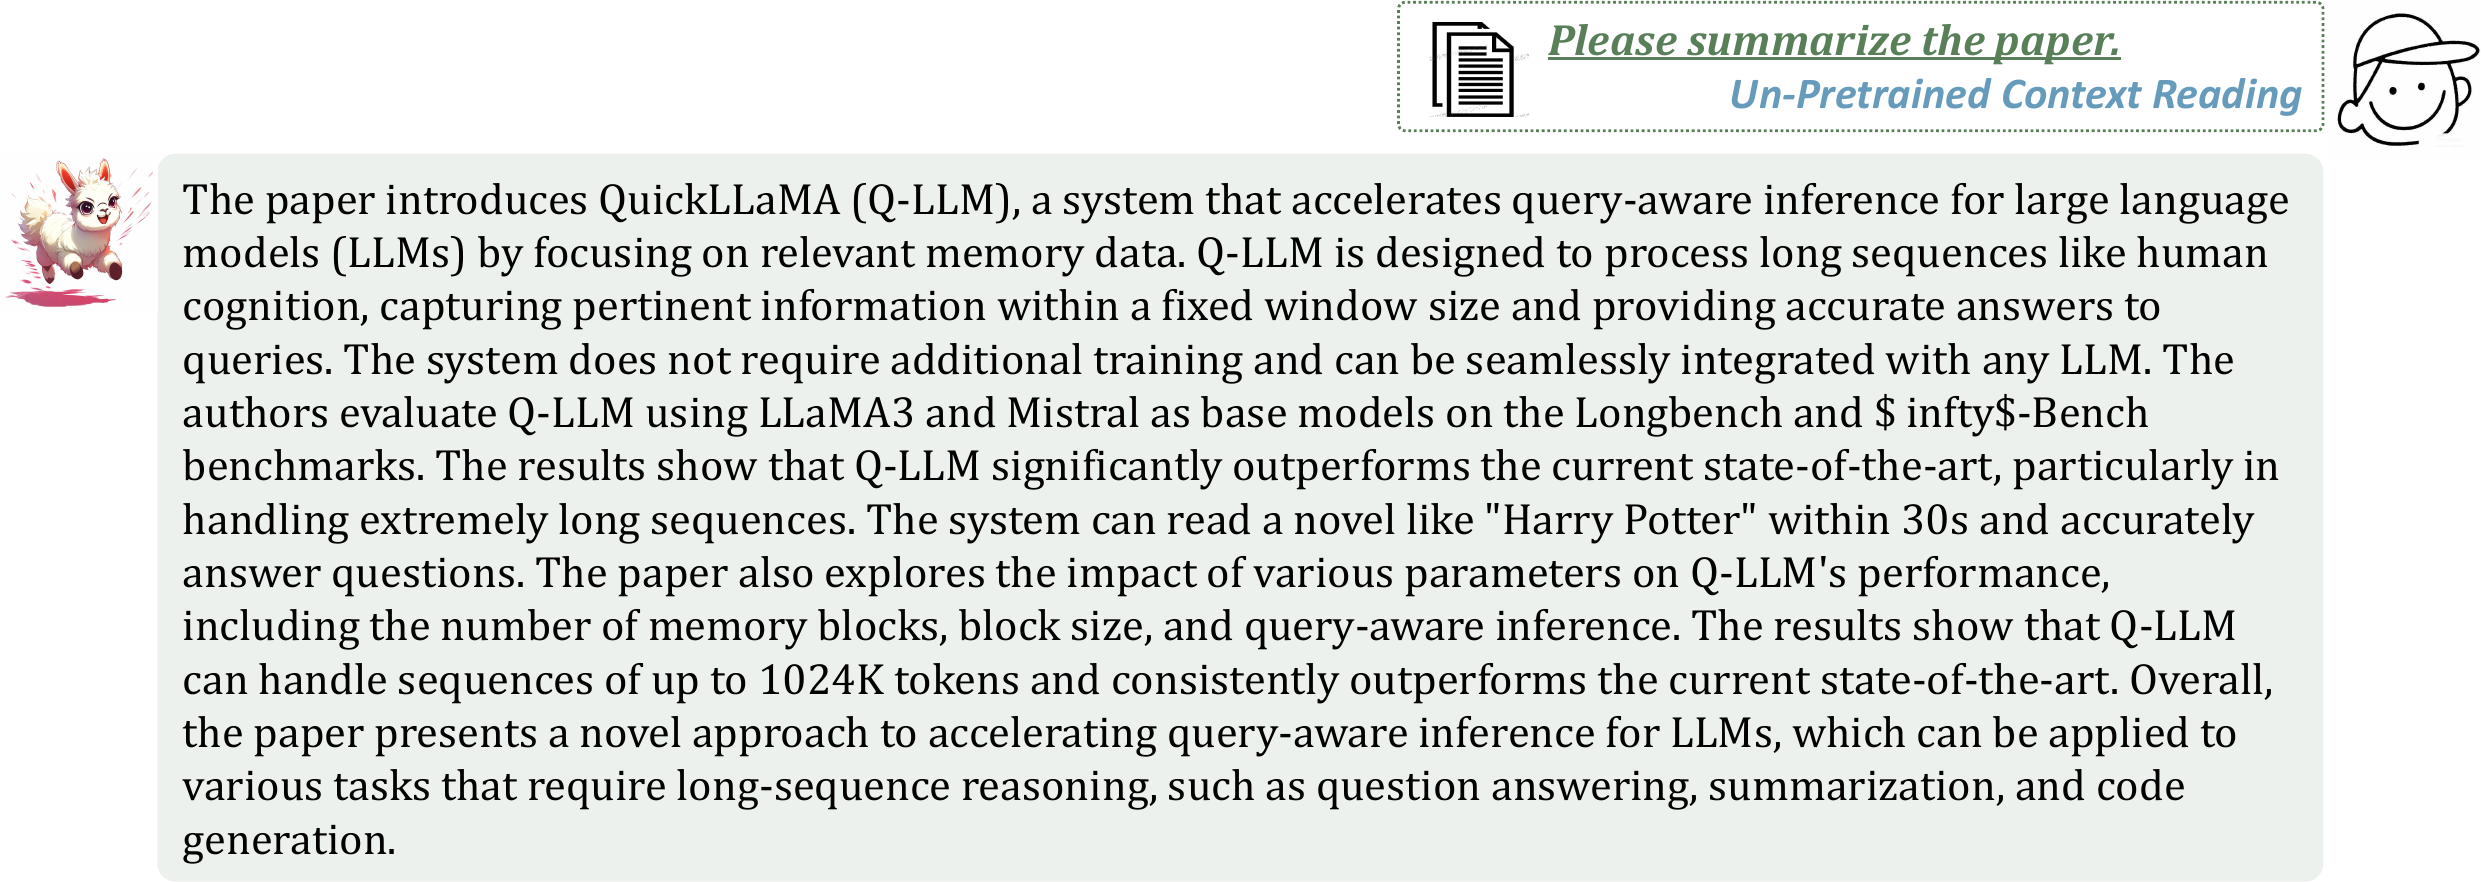 Please summarize the paper.
Un-Pretrained Context Reading
The paper introduces QuickLLaMA (Q-LLM), a system that accelerates query-aware inference for large language
models (LLMs) by focusing on relevant memory data. Q-LLM is designed to process long sequences like human
cognition, capturing pertinent information within a fixed window size and providing accurate answers to
queries. The system does not require additional training and can be seamlessly integrated with any LLM. The
authors evaluate Q-LLM using LLaMA3 and Mistral as base models on the Longbench and $ infty$-Bench
benchmarks. The results show that Q-LLM significantly outperforms the current state-of-the-art, particularly in
handling extremely long sequences. The system can read a novel like "Harry Potter" within 30s and accurately
answer questions. The paper also explores the impact of various parameters on Q-LLM's performance,
including the number of memory blocks, block size, and query-aware inference. The results show that Q-LLM
can handle sequences of up to 1024K tokens and consistently outperforms the current state-of-the-art. Overall,
the paper presents a novel approach to accelerating query-aware inference for LLMs, which can be applied to
various tasks that require long-sequence reasoning, such as question answering, summarization, and code
generation.